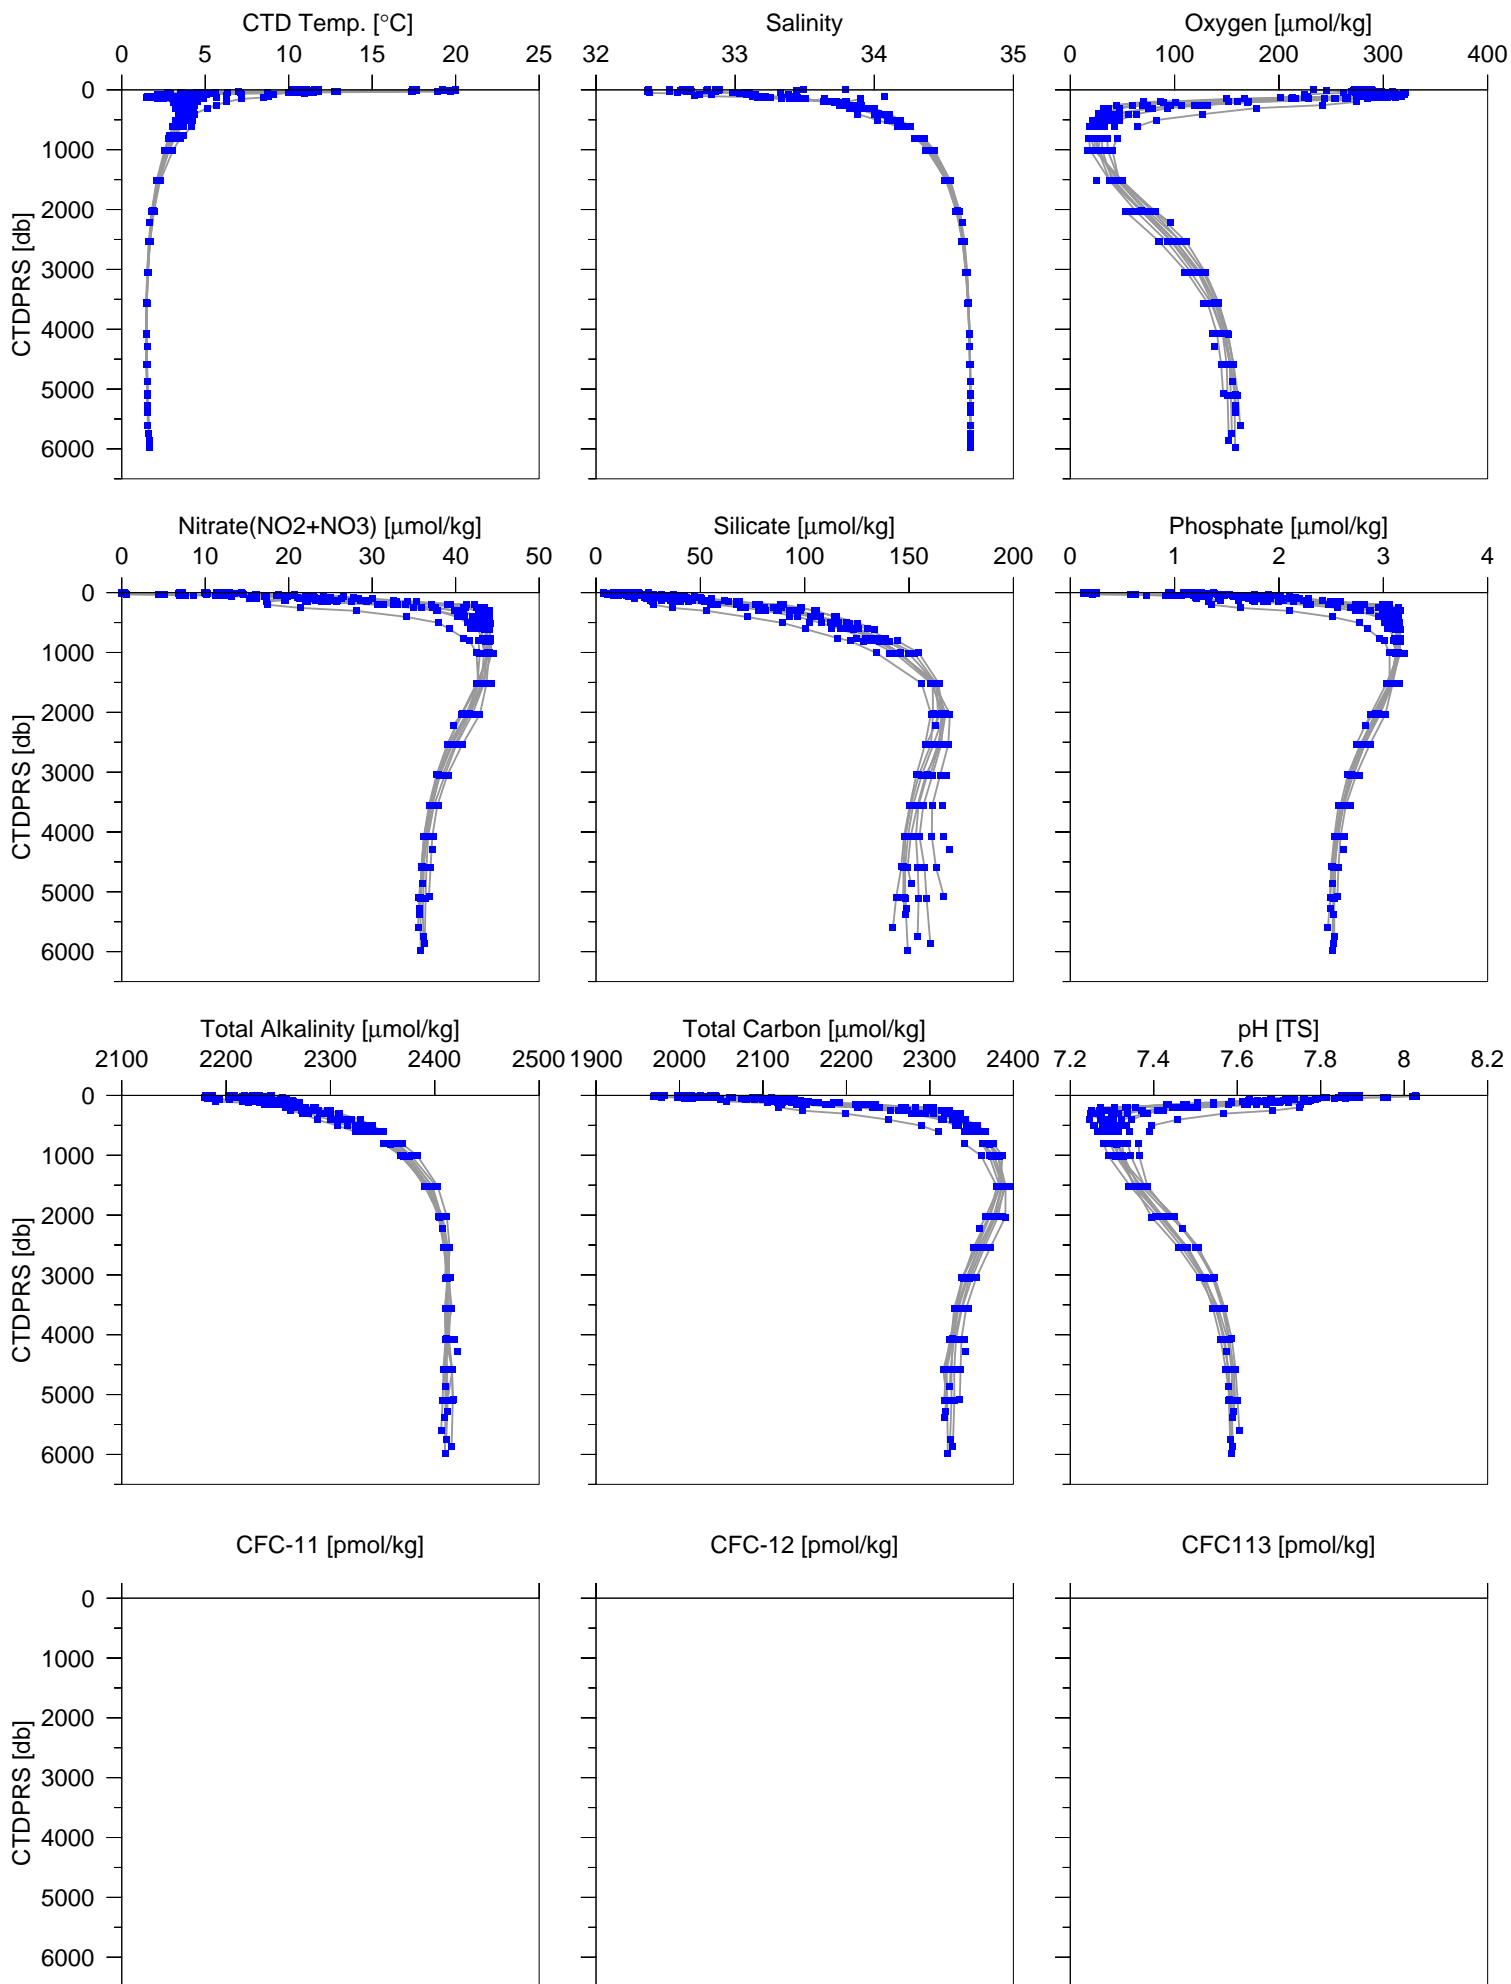 CTD Temp. [°C] Salinity Oxygen [μmol/kg]
0 5 10 15 20 25 32 33 34 35 0 100 200 300 400
0
1000
2000
3000
4000
5000
6000
CTDPRS [db]
Nitrate(NO2+NO3) [μmol/kg] Silicate [μmol/kg] Phosphate [μmol/kg]
0 10 20 30 40 50 0 50 100 150 200 0 1 2 3 4
0
1000
2000
3000
4000
5000
6000
CTDPRS [db]
Total Alkalinity [μmol/kg] Total Carbon [μmol/kg] pH [TS]
2100 2200 2300 2400 2500 1900 2000 2100 2200 2300 2400 7.2 7.4 7.6 7.8 8 8.2
0
1000
2000
3000
4000
5000
6000
CTDPRS [db]
CFC-11 [pmol/kg] CFC-12 [pmol/kg] CFC113 [pmol/kg]
0
1000
2000
3000
4000
5000
6000
CTDPRS [db]